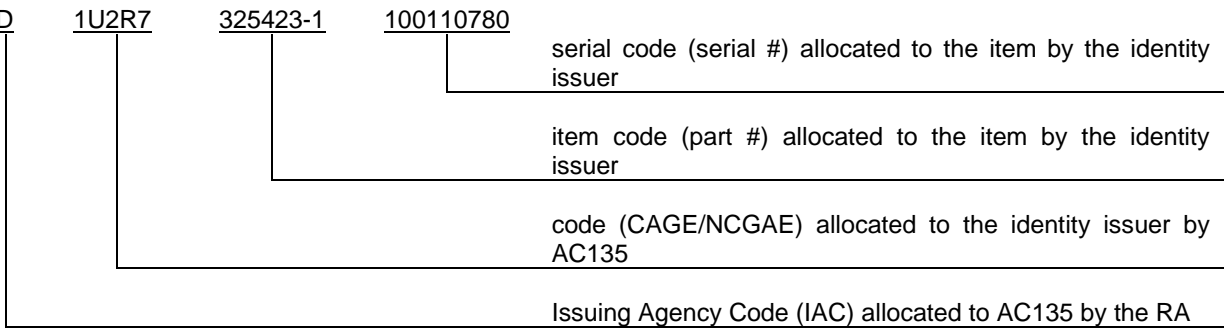 D 1U2R7 325423-1 100110780
serial code (serial #) allocated to the item by the identity
issuer
item code (part #) allocated to the item by the identity
issuer
code (CAGE/NCGAE) allocated to the identity issuer by
AC135
Issuing Agency Code (IAC) allocated to AC135 by the RA